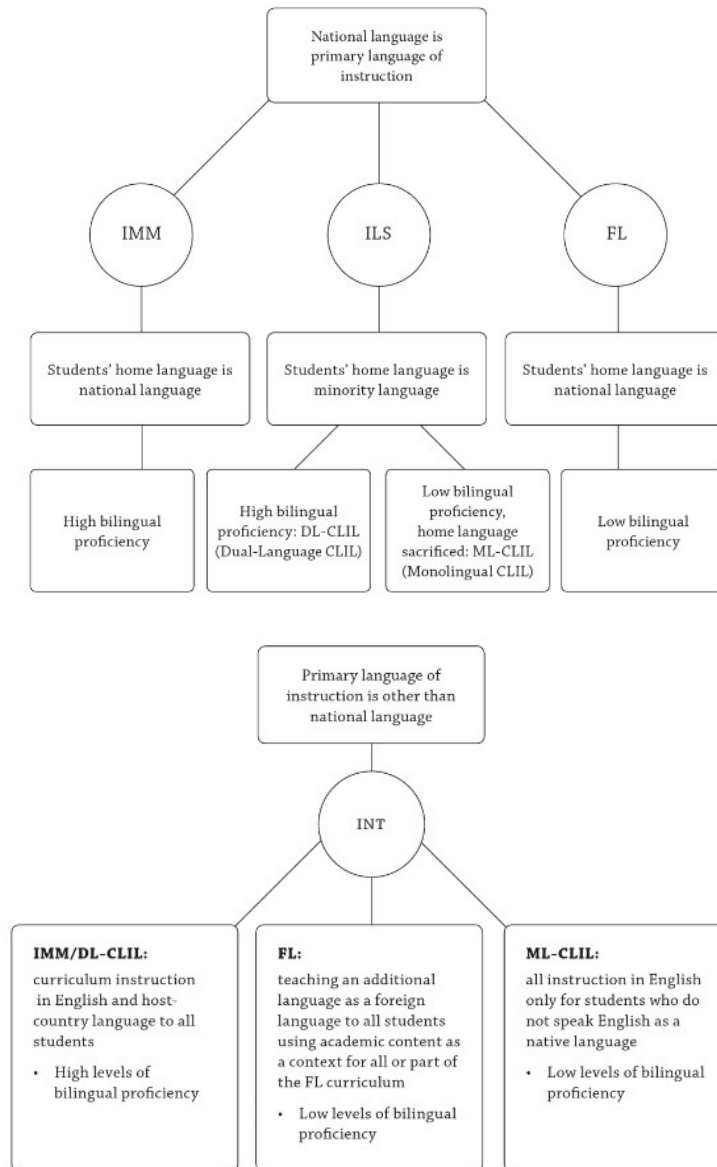 National language is
primary language of
instruction
IMM
ILS
FL
Students’ home language is
national language
Students’ home language is
minority language
Students’ home language is
national language
High bilingual
proficiency
High bilingual
proficiency: DL-CLIL
(Dual-Language CLIL)
Low bilingual
proficiency,
home language
sacrificed: ML-CLIL
(Monolingual CLIL)
Low bilingual
proficiency
Primary language of
instruction is other than
national language
INT
IMM/DL-CLIL:
curriculum instruction
in English and host-
country language to all
students
• High levels of
bilingual proficiency
FL:
teaching an additional
language as a foreign
language to all students
using academic content as
a context for all or part of
the FL curriculum
• Low levels of bilingual
proficiency
ML-CLIL:
all instruction in English
only for students who do
not speak English as a
native language
• Low levels of bilingual
proficiency